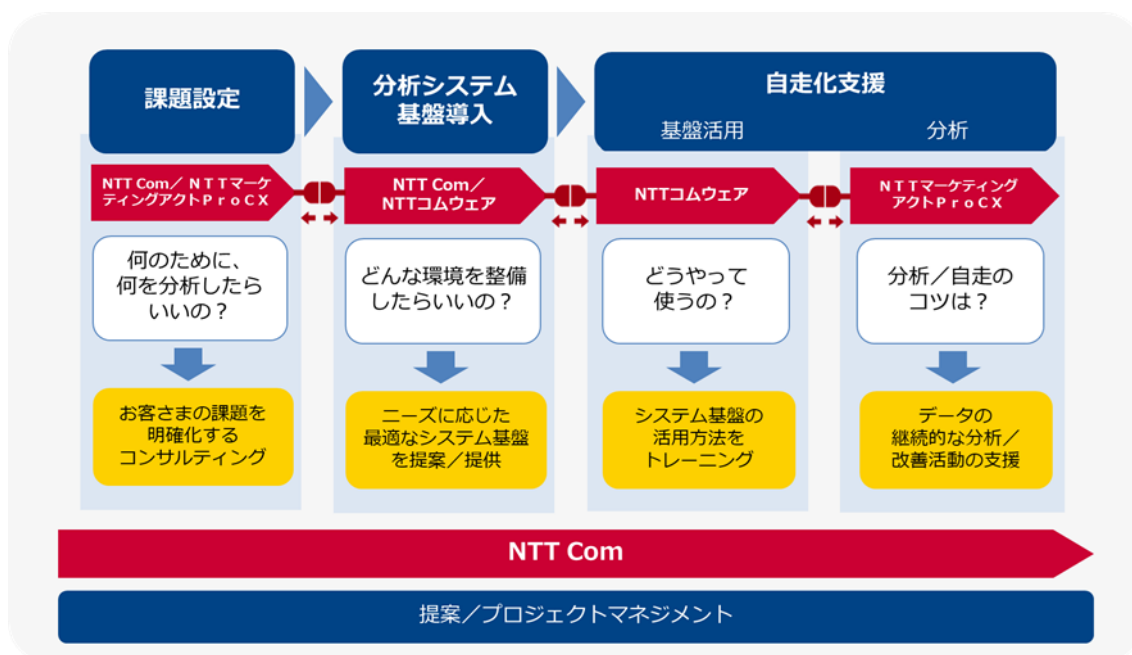 課題設定
分析システム
基盤導入
自走化支援
基盤活用
分析
NTT Com／ ＮＴＴマーケ
ティングアクトＰｒｏＣＸ
NTT Com／
NTTコムウェア
NTTコムウェア
ＮＴＴマーケティング
アクトＰｒｏＣＸ
何のために、
何を分析したら
いいの？
どんな環境を整備
したらいいの？
どうやって
使うの？
分析／自走の
コツは？
お客さまの課題を
明確化する
コンサルティング
ニーズに応じた
最適なシステム基盤
を提案／提供
システム基盤の
活用方法を
トレーニング
データの
継続的な分析／
改善活動の支援
NTT Com
提案／プロジェクトマネジメント